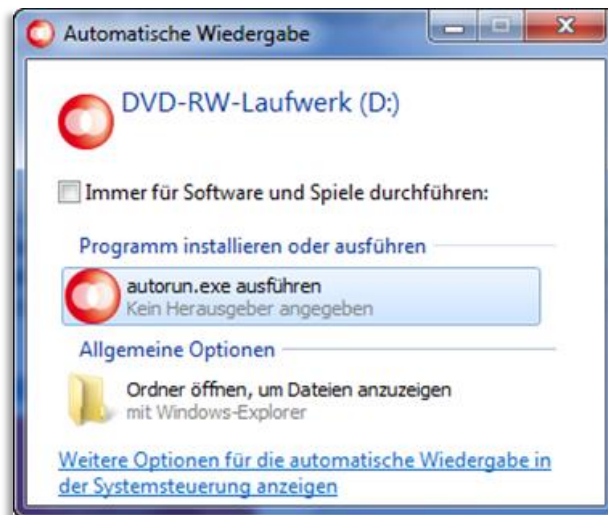 Automatische Wiedergabe
DVD-RW-Laufwerk (D:)
Immer für Software und Spiele durchführen:
Programm installieren oder ausführen
autorun.exe ausführen
Kein Herausgeber angegeben
Allgemeine Optionen
Ordner öffnen, um Dateien anzuzeigen
mit Windows-Explorer
Weitere Optionen für die automatische Wiedergabe in
der Systemsteuerung anzeigen